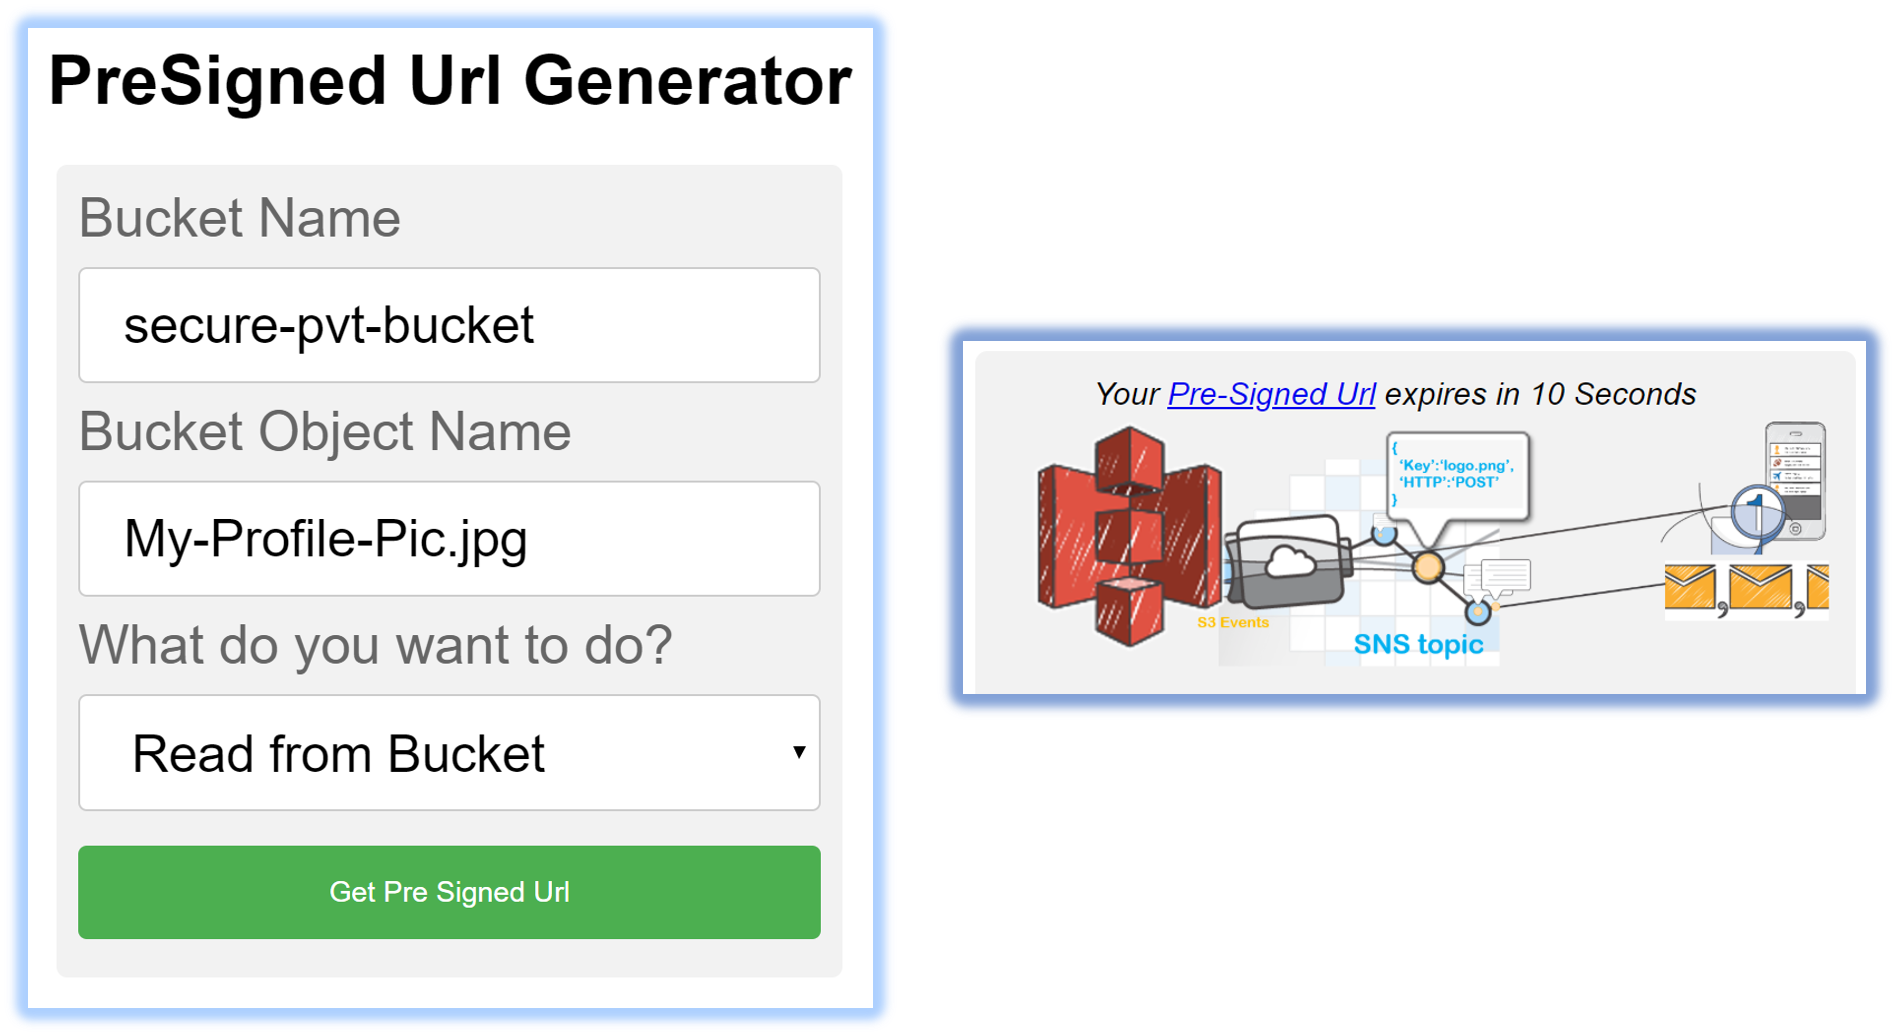 PreSigned Url Generator
Bucket Name
secure-pvt-bucket
Bucket Object Name
My-Profile-Pic.jpg
What do you want to do?
Read from Bucket
Get Pre Signed Url
Your Pre-Signed Url expires in 10 Seconds
{
‘Key’:‘logo.png’,
‘HTTP’:‘POST’
}
1
S3 Events
SNS topic